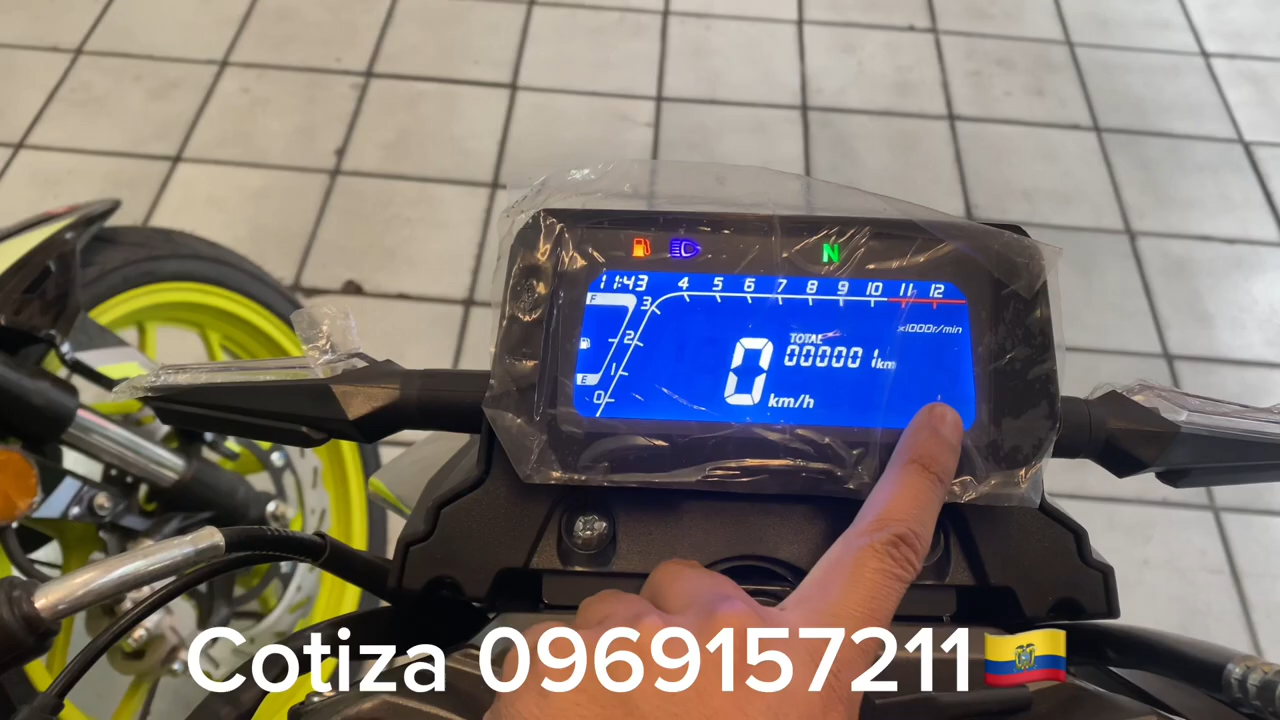 N
11:43
4 5 6 7 8 9 10 11 12
F
3
x1000r/min
TOTAL
2
000001km
0
km/h
1
E
0
Cotiza 0969157211🇪🇨